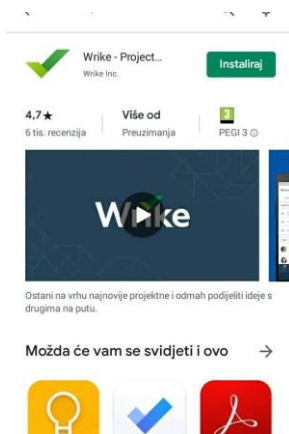 Wrike - Project...
Wrike Inc.
Instaliraj
4,7★
Više od
3
6 tis. recenzija
Preuzimanja
PEGI 3
Wrike
Ostani na vrhu najnovije projektne i odmah podijeliti ideje s
drugima na putu.
Možda će vam se svidjeti i ovo